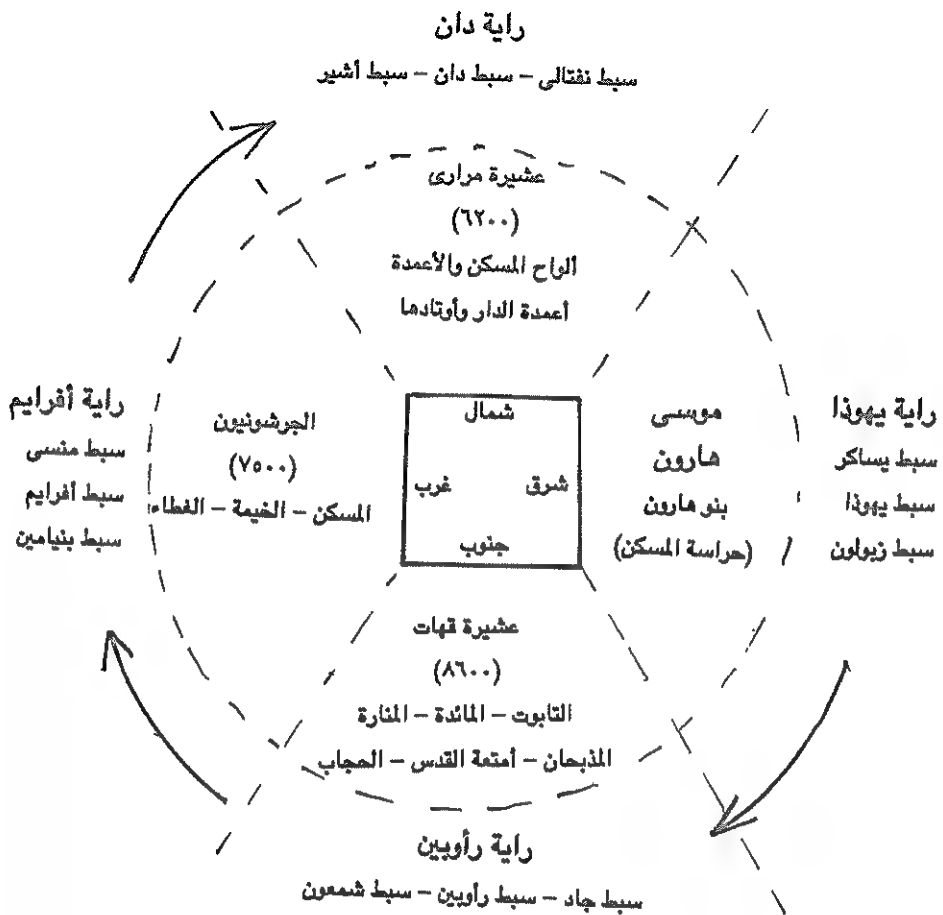 راية دان
سبط نفتالى – سبط دان – سبط أشير
عشيرة مرارى
(٦٢٠٠)
ألواح المسكن والأعمدة
أعمدة الدار وأوتادها
راية يهوذا
سبط يساكر
سبط يهوذا
سبط زبولون
موسى
هارون
بنو هارون
(حراسة المسكن)
شمال
شرق
غرب
جنوب
الجرشونيون
(٧٥٠٠)
المسكن – الخيمة – الغطاء
راية أفرايم
سبط منسى
سبط أفرايم
سبط بنيامين
عشيرة قهات
(٨٦٠٠)
التابوت – المائدة – المنارة
المذبحان – أمتعة القدس – الحجاب
راية رأوبين
سبط جاد – سبط رأوبين – سبط شمعون